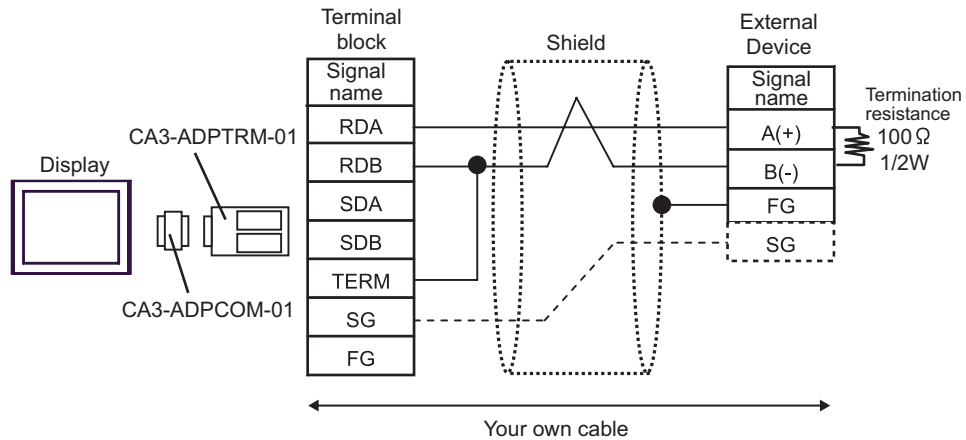 Terminal
block
Shield
External
Device
Signal
name
Signal
name
Termination
resistance
100 Ω
1/2W
CA3-ADPTRM-01
RDA
A(+)
Display
RDB
B(-)
SDA
FG
SDB
SG
TERM
CA3-ADPCOM-01
SG
FG
Your own cable